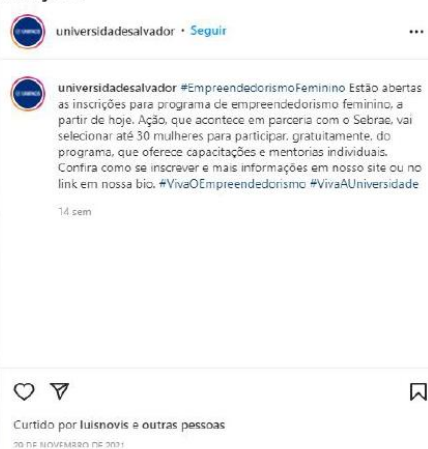 universidadesalvador • Seguir
universidadesalvador #EmpreendedorismoFeminino Estão abertas
as inscrições para programa de empreendedorismo feminino, a
partir de hoje. Ação, que acontece em parceria com o Sebrae, vai
selecionar até 30 mulheres para participar, gratuitamente, do
programa, que oferece capacitações e mentorias individuais.
Confira como se inscrever e mais informações em nosso site ou no
link em nossa bio. #VivaOEmpreendedorismo #VivaAUniversidade
14 sem
Curtido por luisnovis e outras pessoas
29 DE NOVEMBRO DE 2021